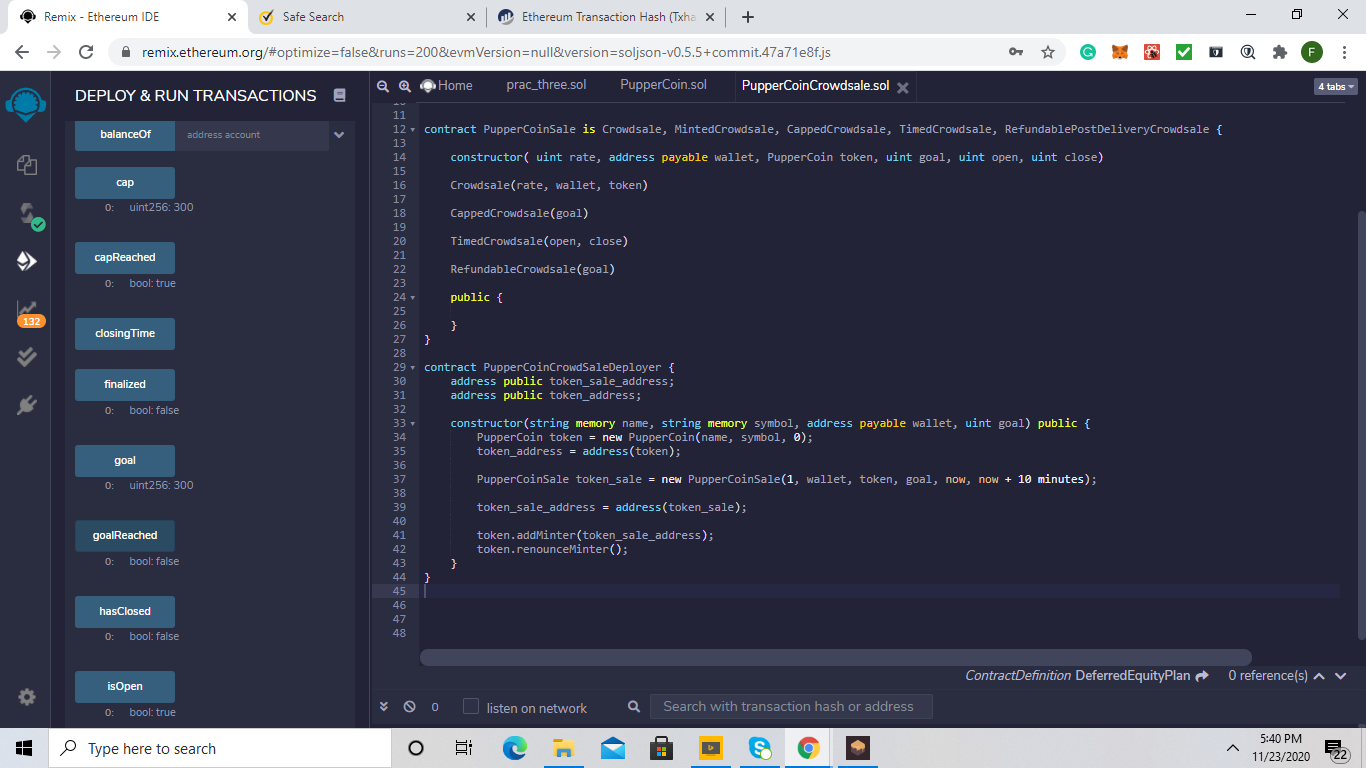 Remix - Ethereum IDE
Safe Search
Ethereum Transaction Hash (Txha
remix.ethereum.org/#optimize=false&runs=200&evmVersion=null&version=soljson-v0.5.5+commit.47a71e8f.js
F
DEPLOY & RUN TRANSACTIONS
balanceOf address account
cap
0: uint256: 300
capReached
0: bool: true
closingTime
finalized
0: bool: false
goal
0: uint256: 300
goalReached
0: bool: false
hasClosed
0: bool: false
isOpen
0: bool: true
132
Home prac_three.sol PupperCoin.sol PupperCoinCrowdsale.sol
4 tabs
10
11
12 contract PupperCoinSale is Crowdsale, MintedCrowdsale, CappedCrowdsale, TimedCrowdsale, RefundablePostDeliveryCrowdsale {
13
14 constructor( uint rate, address payable wallet, PupperCoin token, uint goal, uint open, uint close)
15
16 Crowdsale(rate, wallet, token)
17
18 CappedCrowdsale(goal)
19
20 TimedCrowdsale(open, close)
21
22 RefundableCrowdsale(goal)
23
24 public {
25
26 }
27 }
28
29 contract PupperCoinCrowdSaleDeployer {
30 address public token_sale_address;
31 address public token_address;
32
33 constructor(string memory name, string memory symbol, address payable wallet, uint goal) public {
34 PupperCoin token = new PupperCoin(name, symbol, 0);
35 token_address = address(token);
36
37 PupperCoinSale token_sale = new PupperCoinSale(1, wallet, token, goal, now, now + 10 minutes);
38
39 token_sale_address = address(token_sale);
40
41 token.addMinter(token_sale_address);
42 token.renounceMinter();
43 }
44 }
45
46
47
48
ContractDefinition DeferredEquityPlan 0 reference(s)
0 listen on network Search with transaction hash or address
Type here to search
5:40 PM
11/23/2020
22